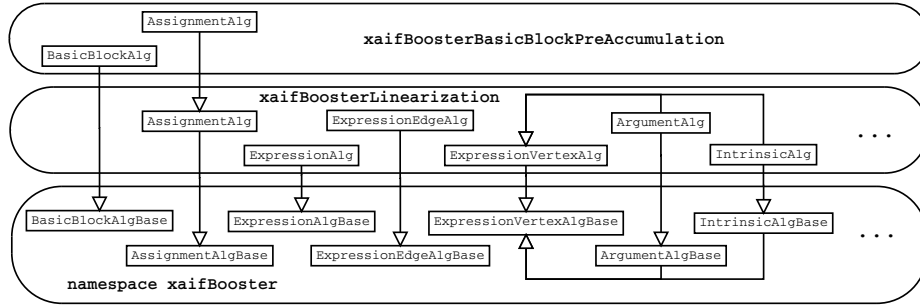 AssignmentAlg
xaifBoosterBasicBlockPreAccumulation
BasicBlockAlg
xaifBoosterLinearization
AssignmentAlg
ExpressionEdgeAlg
ArgumentAlg
...
ExpressionAlg
ExpressionVertexAlg
IntrinsicAlg
BasicBlockAlgBase
ExpressionAlgBase
ExpressionVertexAlgBase
IntrinsicAlgBase
...
AssignmentAlgBase
ExpressionEdgeAlgBase
ArgumentAlgBase
namespace xaifBooster